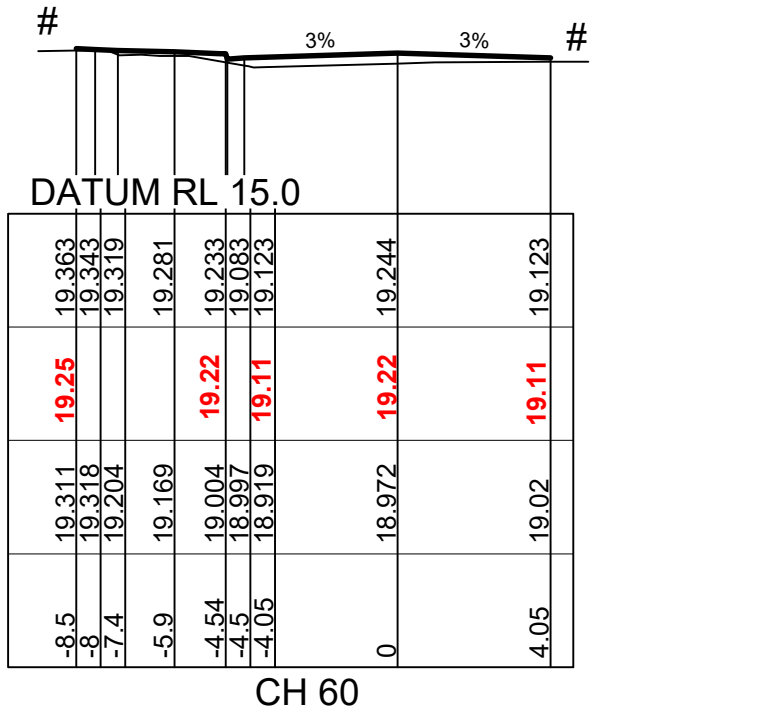 #
3%
3%
#
DATUM RL 15.0
19.363 19.343 19.319 19.281 19.233 19.083 19.123 19.244 19.123
19.25 19.22 19.11 19.22 19.11
19.311 19.318 19.204 19.169 19.004 18.997 18.919 18.972 19.02
-8.5 -8 -7.4 -5.9 -4.54 -4.5 -4.05 0 4.05
CH 60